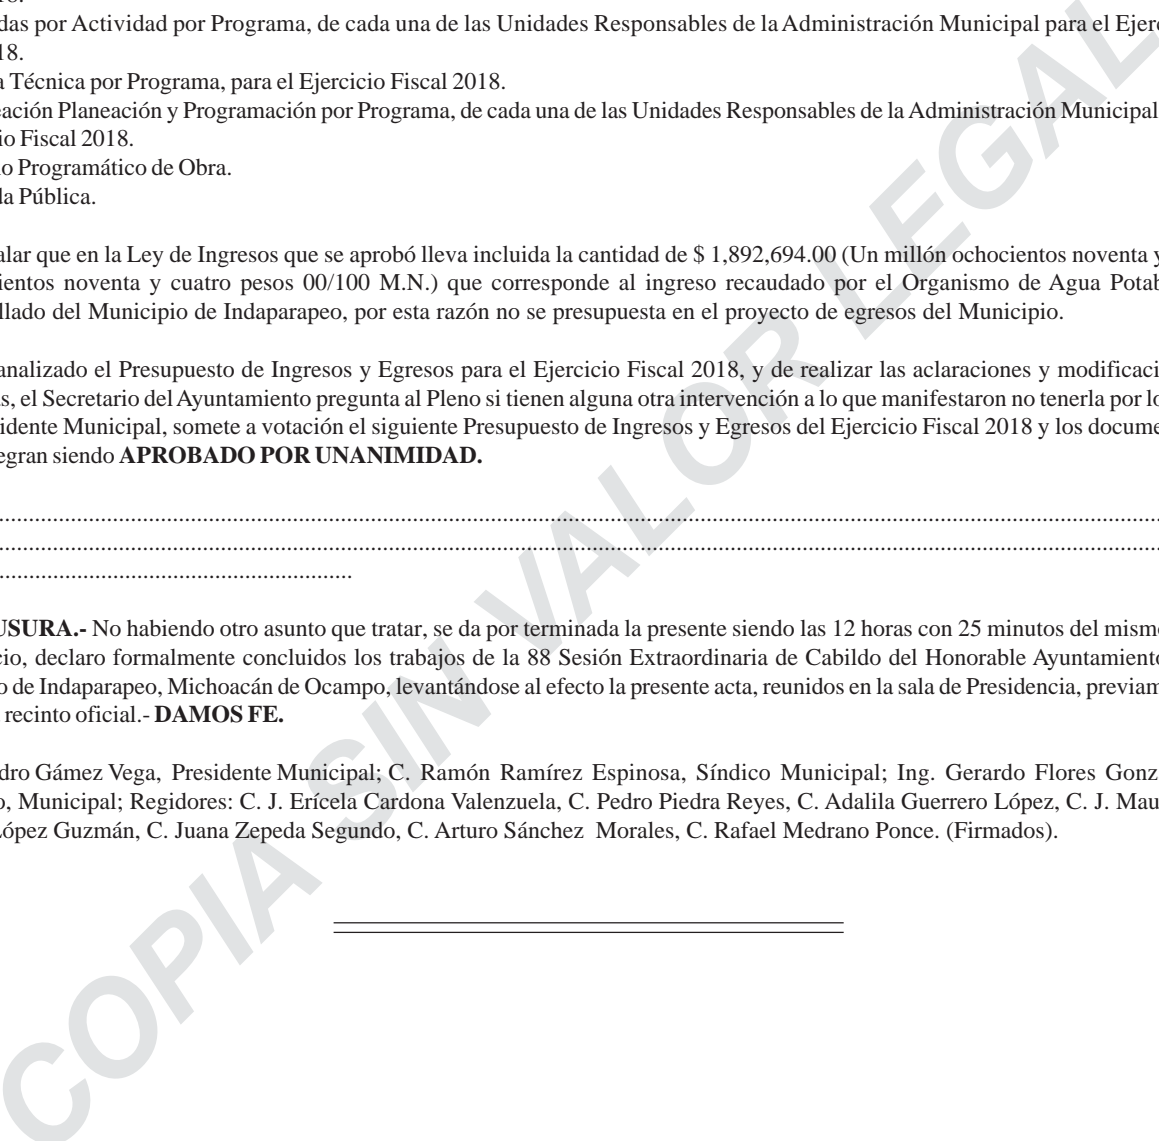 das por Actividad por Programa, de cada una de las Unidades Responsables de la Administración Municipal para el Ejerc
18.
a Técnica por Programa, para el Ejercicio Fiscal 2018.
eación Planeación y Programación por Programa, de cada una de las Unidades Responsables de la Administración Municipal
io Fiscal 2018.
o Programático de Obra.
da Pública.
alar que en la Ley de Ingresos que se aprobó lleva incluida la cantidad de $ 1,892,694.00 (Un millón ochocientos noventa y
ientos noventa y cuatro pesos 00/100 M.N.) que corresponde al ingreso recaudado por el Organismo de Agua Potab
llado del Municipio de Indaparapeo, por esta razón no se presupuesta en el proyecto de egresos del Municipio.
analizado el Presupuesto de Ingresos y Egresos para el Ejercicio Fiscal 2018, y de realizar las aclaraciones y modificaci
s, el Secretario del Ayuntamiento pregunta al Pleno si tienen alguna otra intervención a lo que manifestaron no tenerla por lo
idente Municipal, somete a votación el siguiente Presupuesto de Ingresos y Egresos del Ejercicio Fiscal 2018 y los docume
egran siendo APROBADO POR UNANIMIDAD.
USURA.- No habiendo otro asunto que tratar, se da por terminada la presente siendo las 12 horas con 25 minutos del mismo
cio, declaro formalmente concluidos los trabajos de la 88 Sesión Extraordinaria de Cabildo del Honorable Ayuntamiento
o de Indaparapeo, Michoacán de Ocampo, levantándose al efecto la presente acta, reunidos en la sala de Presidencia, previam
recinto oficial.- DAMOS FE.
dro Gámez Vega, Presidente Municipal; C. Ramón Ramírez Espinosa, Síndico Municipal; Ing. Gerardo Flores Gonz
o, Municipal; Regidores: C. J. Erícela Cardona Valenzuela, C. Pedro Piedra Reyes, C. Adalila Guerrero López, C. J. Mau
López Guzmán, C. Juana Zepeda Segundo, C. Arturo Sánchez Morales, C. Rafael Medrano Ponce. (Firmados).
COPIA SIN VALOR LEGAL